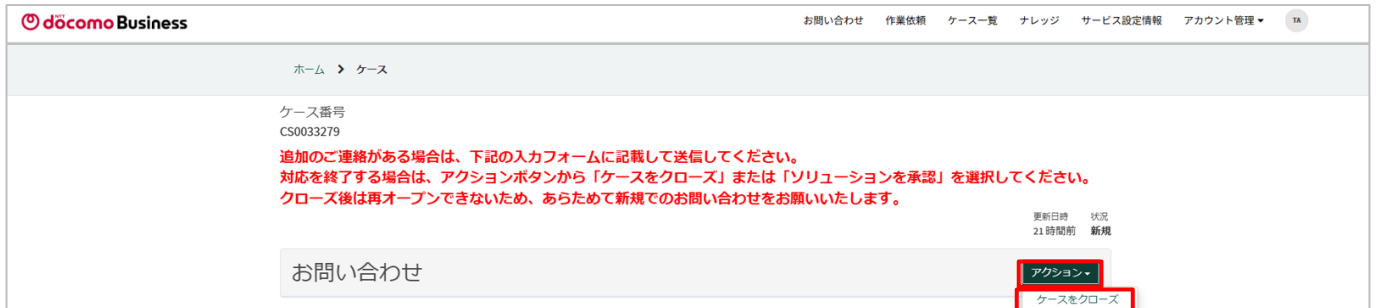 NTT
döcomo Business
お問い合わせ 作業依頼 ケース一覧 ナレッジ サービス設定情報 アカウント管理▼ TA
ホーム > ケース
ケース番号
CS0033279
追加のご連絡がある場合は、下記の入力フォームに記載して送信してください。
対応を終了する場合は、アクションボタンから「ケースをクローズ」または「ソリューションを承認」を選択してください。
クローズ後は再オープンできないため、あらためて新規でのお問い合わせをお願いいたします。
更新日時 状況
21時間前 新規
お問い合わせ アクション▼
ケースをクローズ